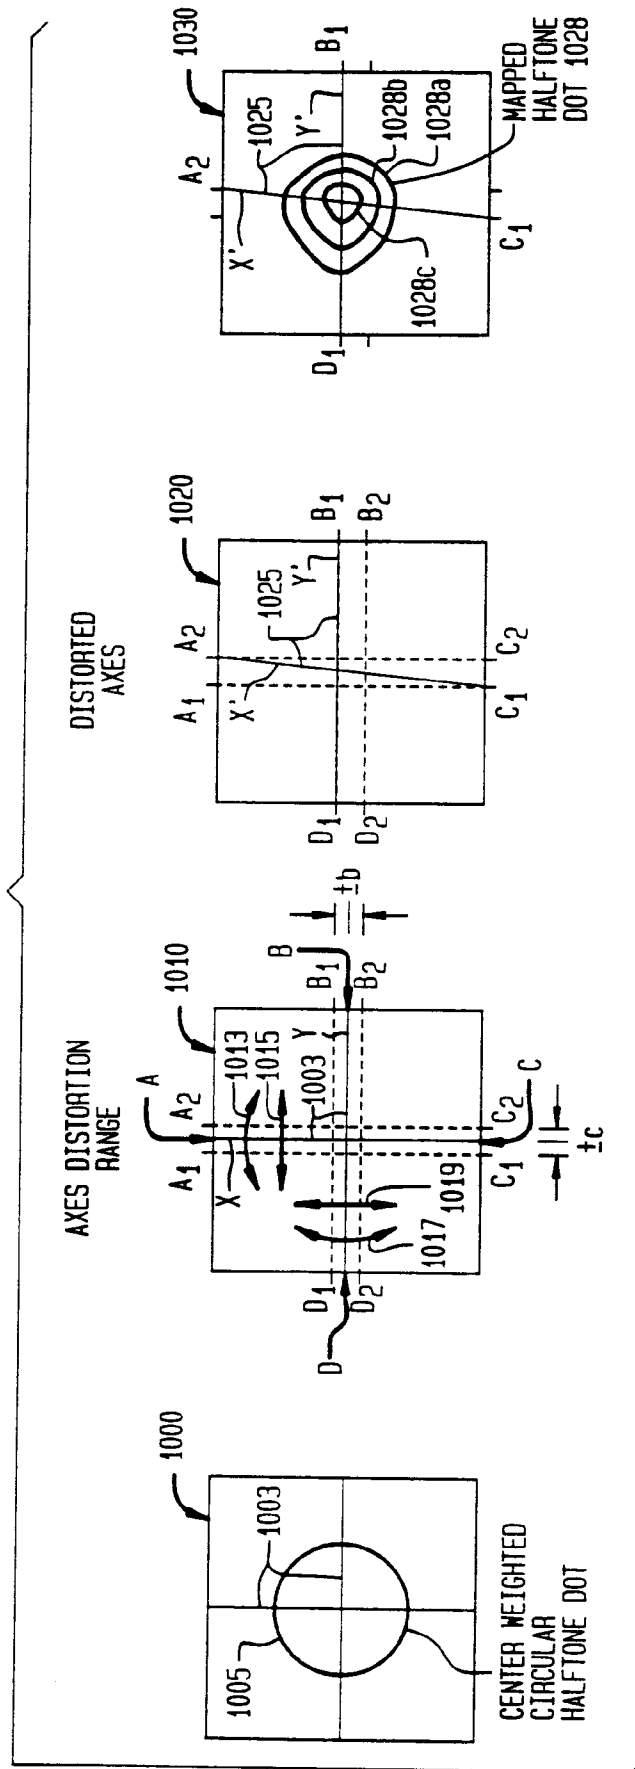 1000
1003
1005
CENTER WEIGHTED
CIRCULAR
HALFTONE DOT
AXES DISTORTION
RANGE
1010
A
A1
A2
X
1013
1015
1003
Y
B
B1
B2
±b
D
D1
D2
1017
1019
C1
C2
C
±c
DISTORTED
AXES
1020
A1
A2
X'
1025
Y'
B1
B2
D1
D2
C1
C2
1030
A2
X'
1025
Y'
B1
D1
1028b
1028a
1028c
C1
MAPPED
HALFTONE
DOT 1028